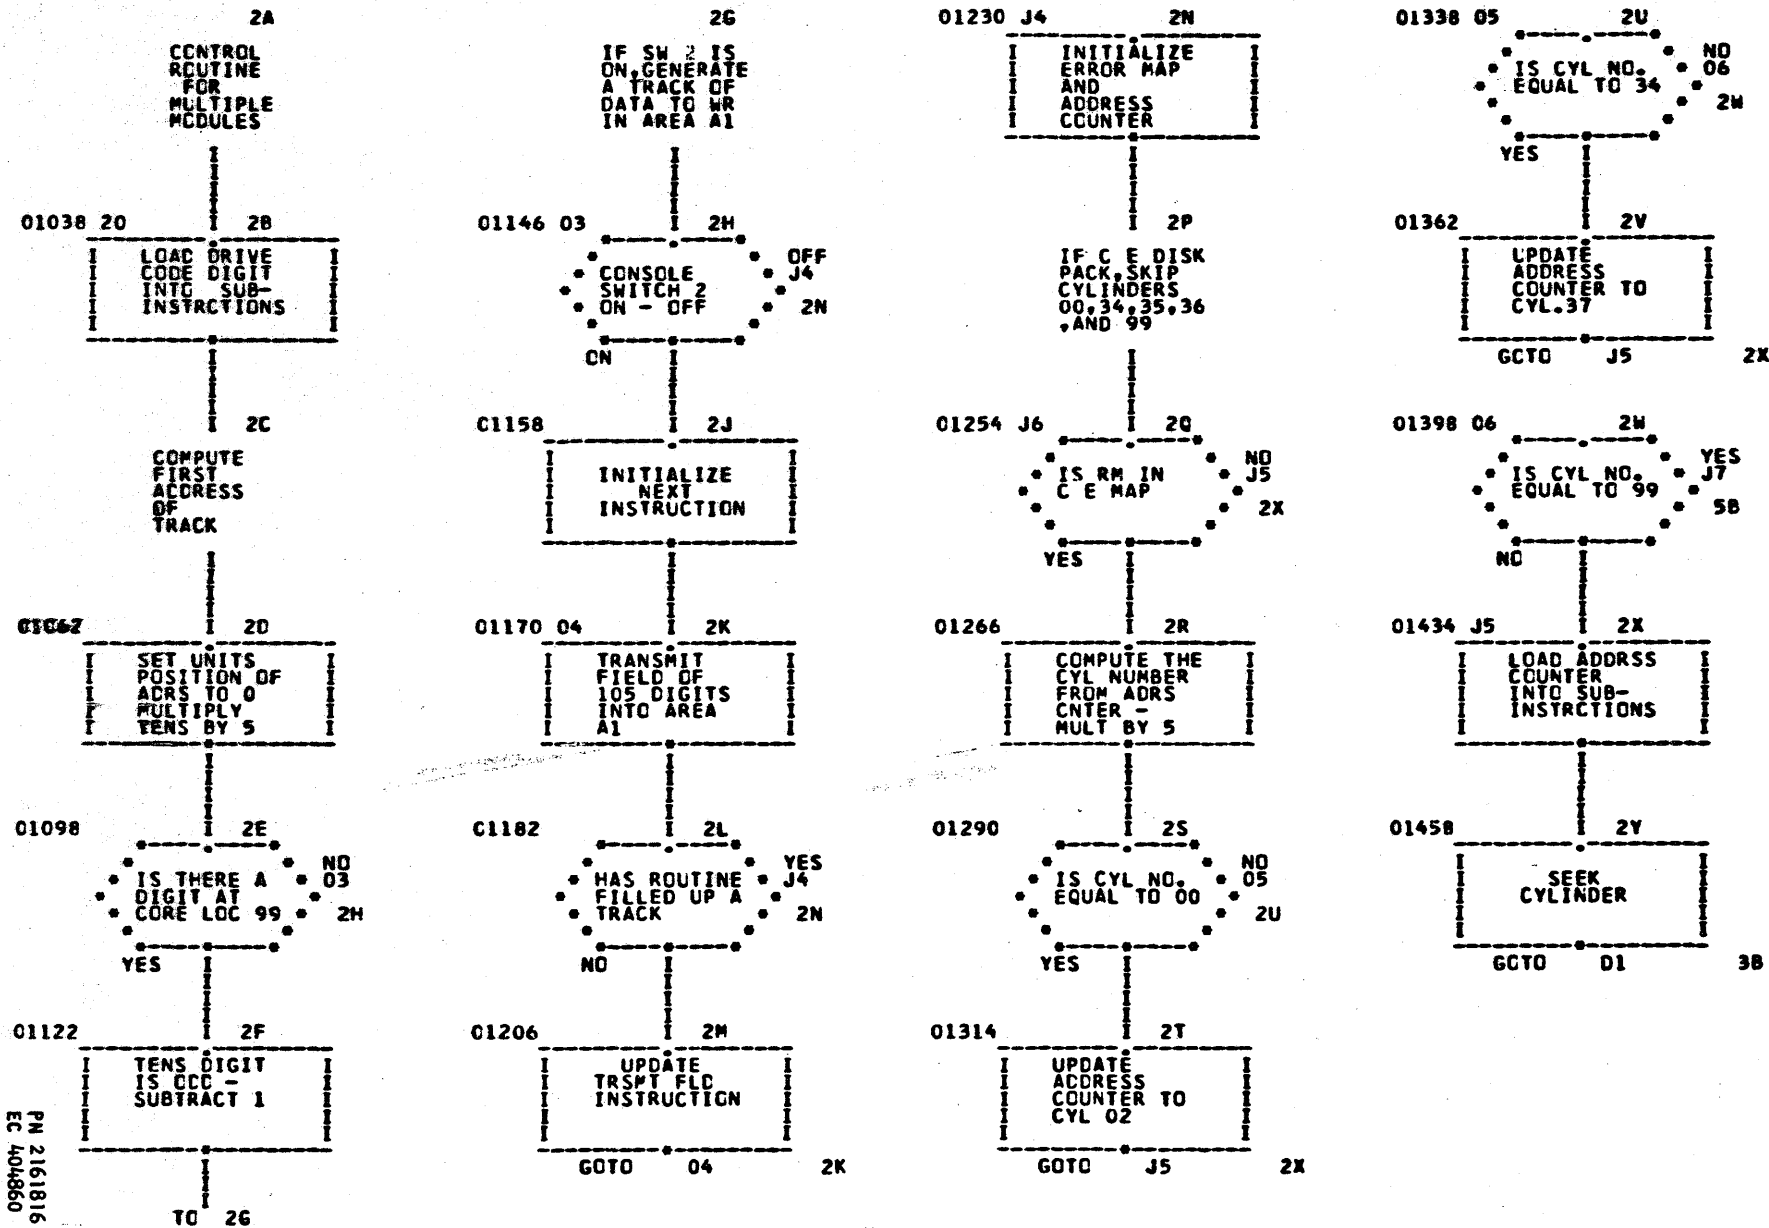 2A
CONTROL
ROUTINE
FOR
MULTIPLE
MODULES
01038 20 2B
LOAD DRIVE
CODE DIGIT
INTO SUB-
INSTRCTIONS
2C
COMPUTE
FIRST
ADDRESS
OF
TRACK
01062 2D
SET UNITS
POSITION OF
ADRS TO 0
MULTIPLY
TENS BY 5
01098 2E
IS THERE A
DIGIT AT
CORE LOC 99
NO
03
2H
YES
01122 2F
TENS DIGIT
IS ODD -
SUBTRACT 1
TO 2G
PN 2161816
EC 404860
2G
IF SW 2 IS
ON,GENERATE
A TRACK OF
DATA TO WR
IN AREA A1
01146 03 2H
CONSOLE
SWITCH 2
ON - OFF
OFF
J4
2N
ON
01158 2J
INITIALIZE
NEXT
INSTRUCTION
01170 04 2K
TRANSMIT
FIELD OF
105 DIGITS
INTO AREA
A1
01182 2L
HAS ROUTINE
FILLED UP A
TRACK
YES
J4
2N
NO
01206 2M
UPDATE
TRSMT FLD
INSTRUCTION
GOTO 04 2K
01230 J4 2N
INITIALIZE
ERROR MAP
AND
ADDRESS
COUNTER
2P
IF C E DISK
PACK,SKIP
CYLINDERS
00,34,35,36
,AND 99
01254 J6 2Q
IS RM IN
C E MAP
NO
J5
2X
YES
01266 2R
COMPUTE THE
CYL NUMBER
FROM ADRS
CNTER -
MULT BY 5
01290 2S
IS CYL NO.
EQUAL TO 00
NO
05
2U
YES
01314 2T
UPDATE
ADDRESS
COUNTER TO
CYL 02
GOTO J5 2X
01338 05 2U
IS CYL NO.
EQUAL TO 34
NO
06
2W
YES
01362 2V
UPDATE
ADDRESS
COUNTER TO
CYL.37
GOTO J5 2X
01398 06 2W
IS CYL NO.
EQUAL TO 99
YES
J7
5B
NO
01434 J5 2X
LOAD ADDRSS
COUNTER
INTO SUB-
INSTRCTIONS
01458 2Y
SEEK
CYLINDER
GOTO D1 3B